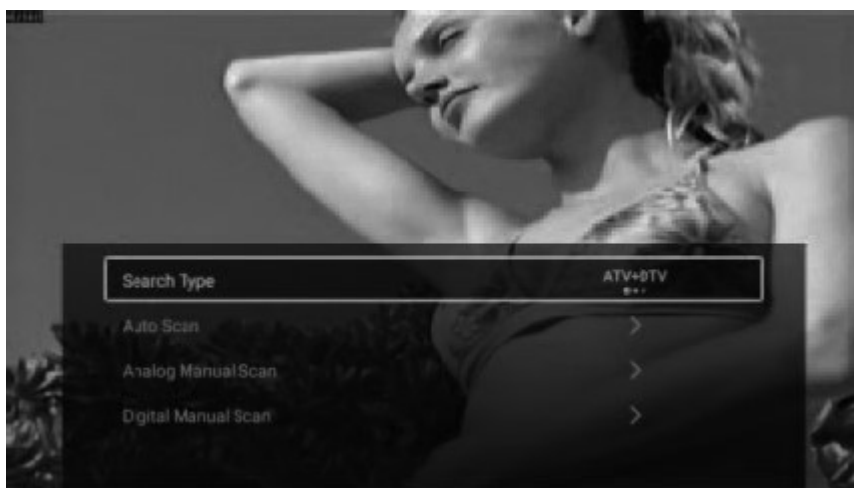 Search Type ATV+DTV
Auto Scan
Analog Manual Scan
Digital Manual Scan